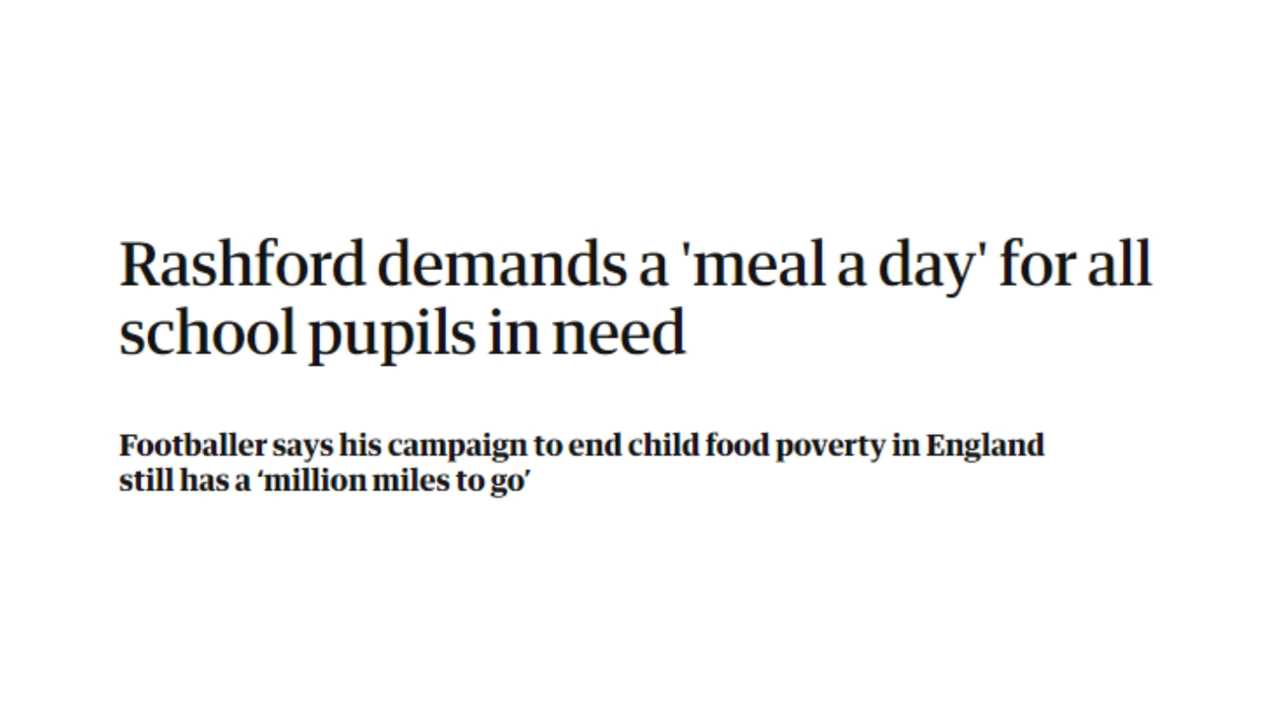 Rashford demands a 'meal a day' for all
school pupils in need
Footballer says his campaign to end child food poverty in England
still has a ‘million miles to go’